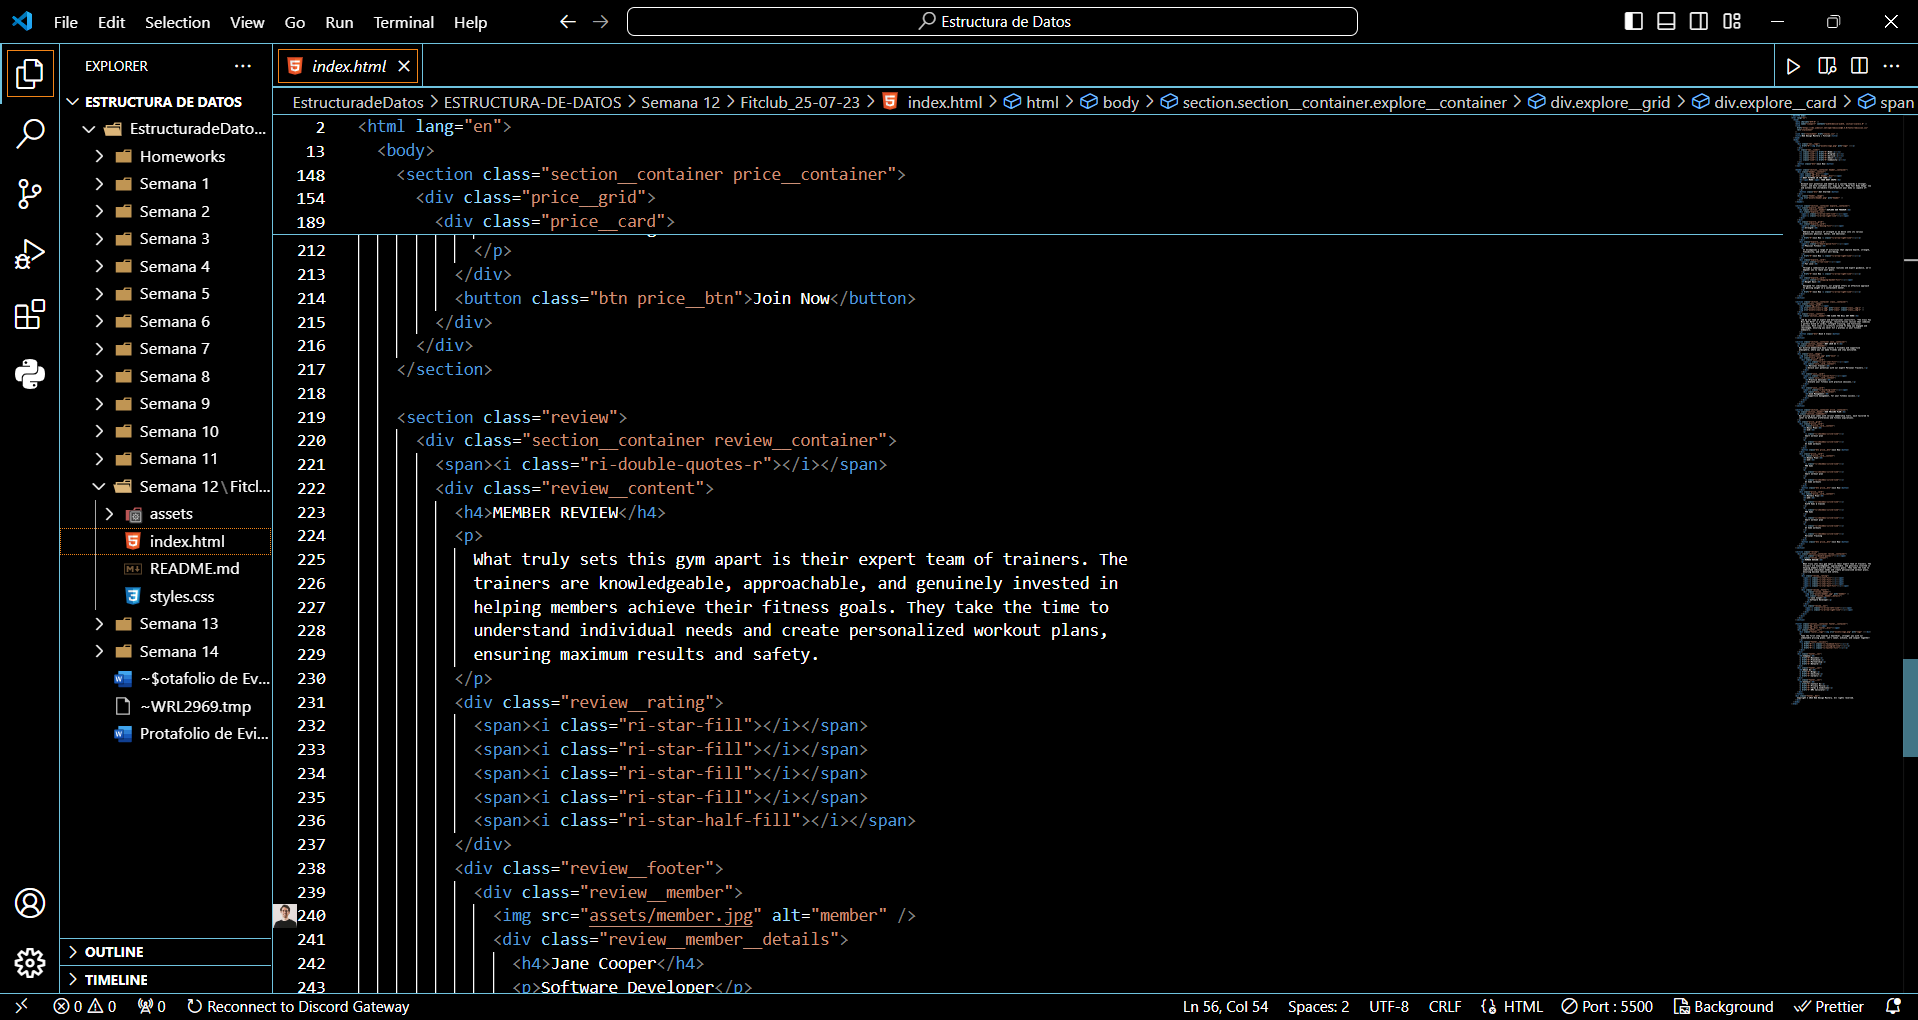 File Edit Selection View Go Run Terminal Help
Estructura de Datos
EXPLORER
ESTRUCTURA DE DATOS
EstructuradeDato...
Homeworks
Semana 1
Semana 2
Semana 3
Semana 4
Semana 5
Semana 6
Semana 7
Semana 8
Semana 9
Semana 10
Semana 11
Semana 12\Fitcl...
assets
index.html
README.md
styles.css
Semana 13
Semana 14
~$otafolio de Ev...
~WRL2969.tmp
Protafolio de Evi...
OUTLINE
TIMELINE
index.html
EstructuradeDatos > ESTRUCTURA-DE-DATOS > Semana 12 > Fitclub_25-07-23 > index.html > html > body > section.section__container.explore__container > div.explore__grid > div.explore__card > span
2 <html lang="en">
13 <body>
148 <section class="section__container price__container">
154 <div class="price__grid">
189 <div class="price__card">
212 </p>
213 </div>
214 <button class="btn price__btn">Join Now</button>
215 </div>
216 </div>
217 </section>
218
219 <section class="review">
220 <div class="section__container review__container">
221 <span><i class="ri-double-quotes-r"></i></span>
222 <div class="review__content">
223 <h4>MEMBER REVIEW</h4>
224 <p>
225 What truly sets this gym apart is their expert team of trainers. The
226 trainers are knowledgeable, approachable, and genuinely invested in
227 helping members achieve their fitness goals. They take the time to
228 understand individual needs and create personalized workout plans,
229 ensuring maximum results and safety.
230 </p>
231 <div class="review__rating">
232 <span><i class="ri-star-fill"></i></span>
233 <span><i class="ri-star-fill"></i></span>
234 <span><i class="ri-star-fill"></i></span>
235 <span><i class="ri-star-fill"></i></span>
236 <span><i class="ri-star-half-fill"></i></span>
237 </div>
238 <div class="review__footer">
239 <div class="review__member">
240 <img src="assets/member.jpg" alt="member" />
241 <div class="review__member__details">
242 <h4>Jane Cooper</h4>
243 <p>Software Developer</p>
0 0 0 Reconnect to Discord Gateway Ln 56, Col 54 Spaces: 2 UTF-8 CRLF HTML Port : 5500 Background Prettier